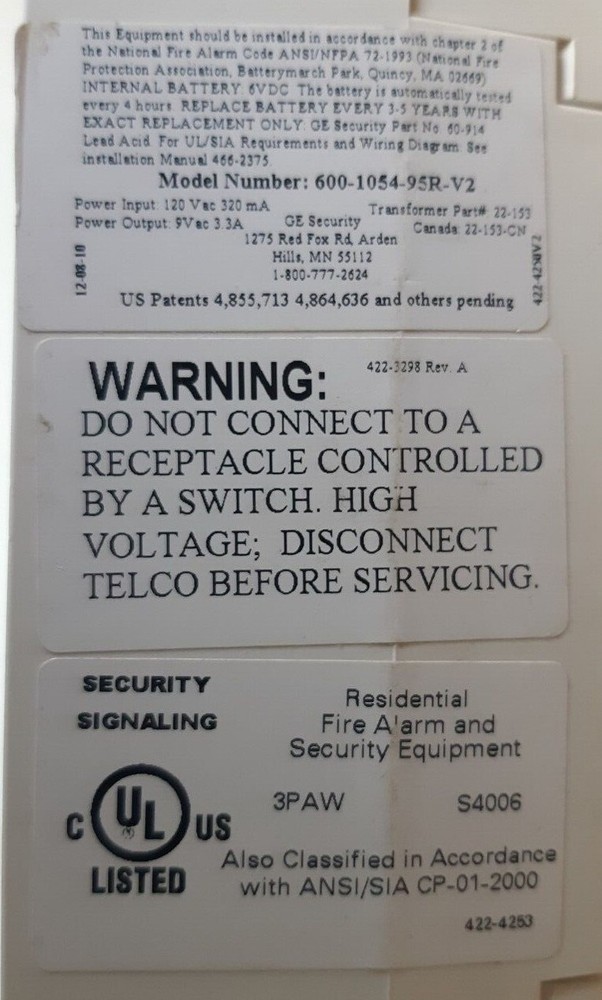 This Equipment should be installed in accordance with chapter 2 of
the National Fire Alarm Code ANSI/NFPA 72-1993 (National Fire
Protection Association, Batterymarch Park, Quincy, MA 02669)
INTERNAL BATTERY: 6VDC The battery is automatically tested
every 4 hours. REPLACE BATTERY EVERY 3-5 YEARS WITH
EXACT REPLACEMENT ONLY: GE Security Part No. 60-914
Lead Acid. For UL/SIA Requirements and Wiring Diagram See
installation Manual 466-2375.
Model Number: 600-1054-95R-V2
Power Input: 120 Vac 320 mA
Transformer Part# 22-153
Power Output: 9Vac 3.3A
GE Security
Canada: 22-153-CN
1275 Red Fox Rd, Arden
Hills, MN 55112
1-800-777-2624
12-08-10
422-4250V2
US Patents 4,855,713 4,864,636 and others pending
WARNING:
422-3298 Rev. A
DO NOT CONNECT TO A
RECEPTACLE CONTROLLED
BY A SWITCH. HIGH
VOLTAGE; DISCONNECT
TELCO BEFORE SERVICING.
SECURITY
SIGNALING
C UL US
®
LISTED
Residential
Fire Alarm and
Security Equipment
3PAW S4006
Also Classified in Accordance
with ANSI/SIA CP-01-2000
422-4253